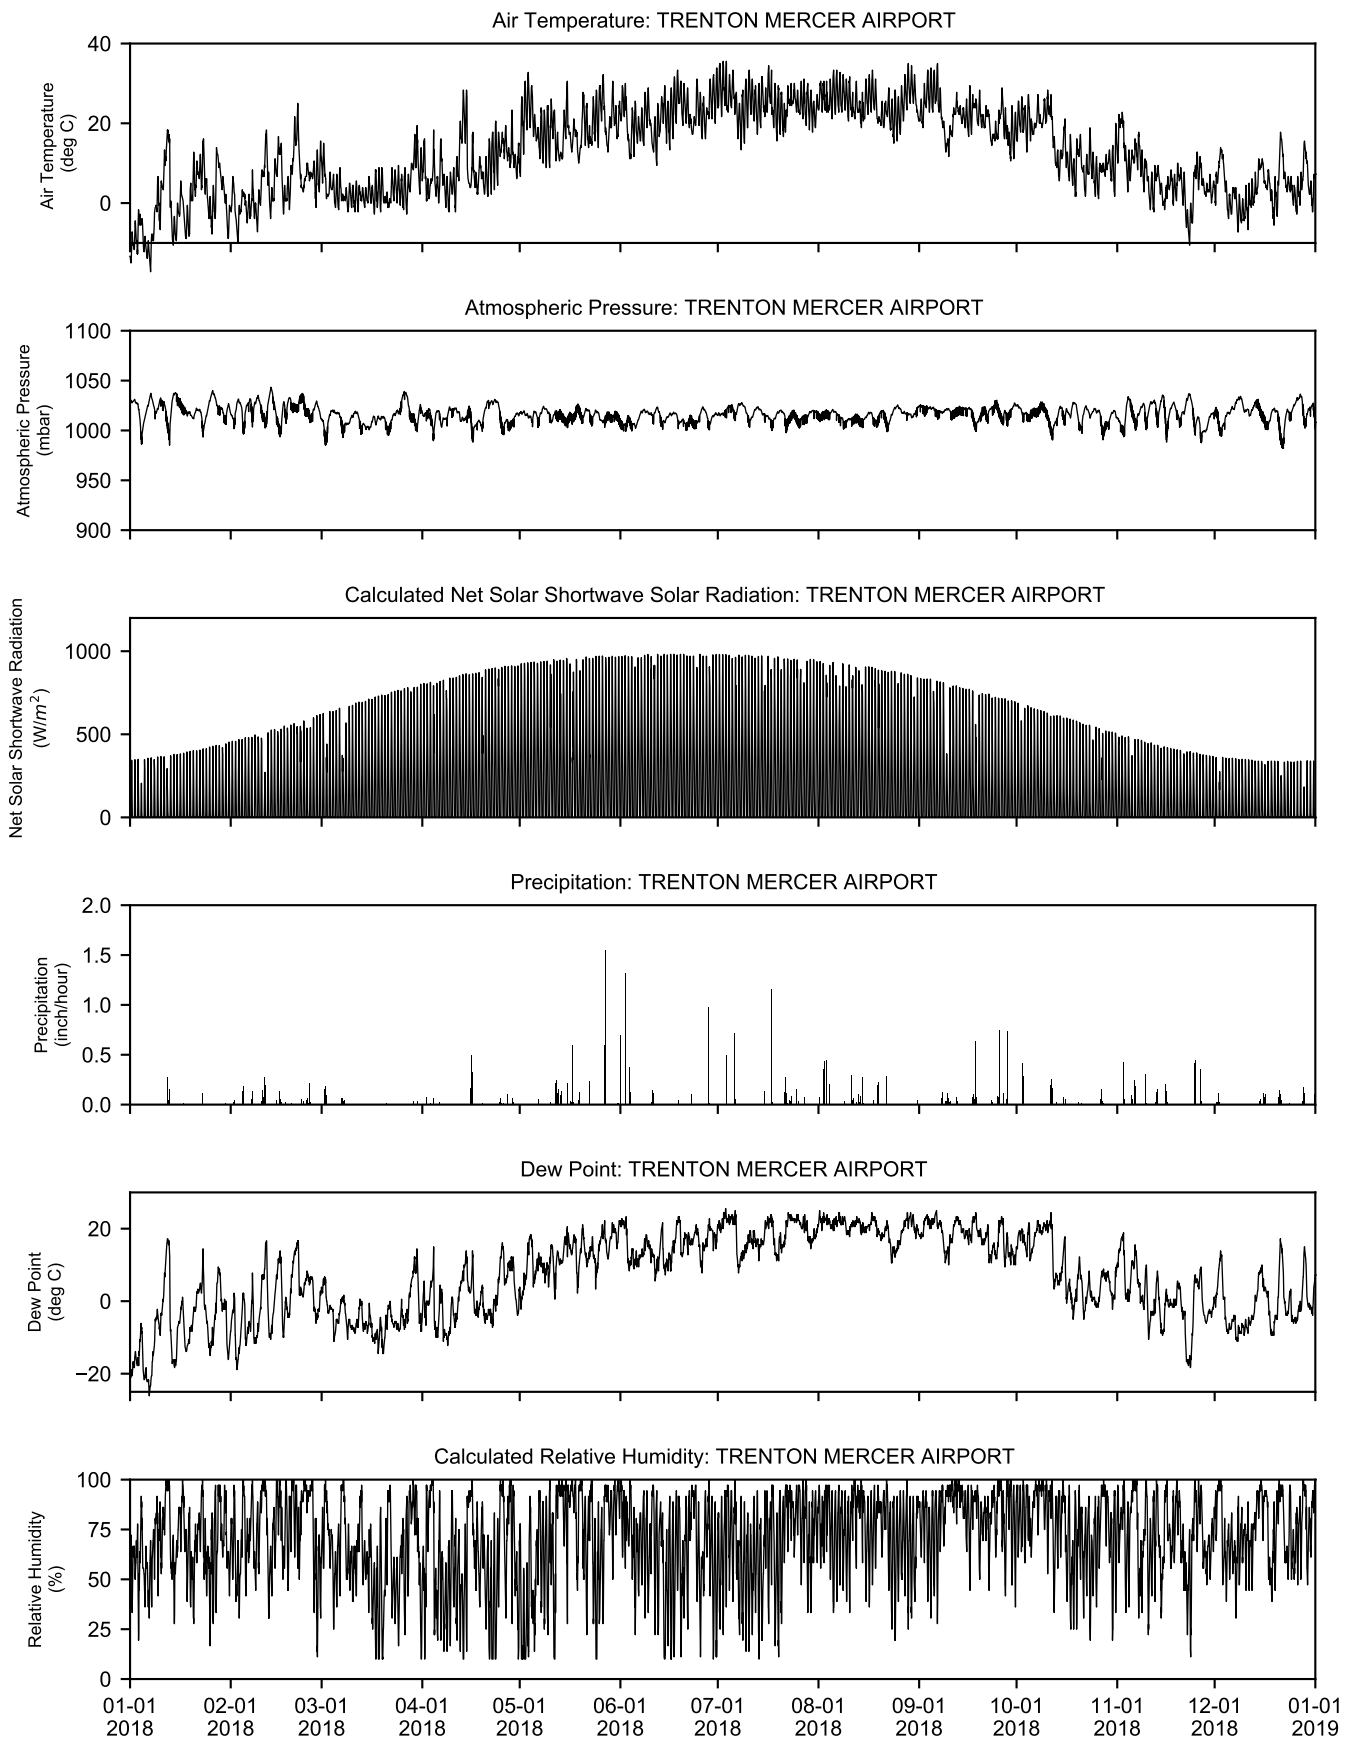 Air Temperature: TRENTON MERCER AIRPORT
Air Temperature
(deg C)
40
20
0
Atmospheric Pressure: TRENTON MERCER AIRPORT
Atmospheric Pressure
(mbar)
1100
1050
1000
950
900
Calculated Net Solar Shortwave Solar Radiation: TRENTON MERCER AIRPORT
Net Solar Shortwave Radiation
(W/m²)
1000
500
0
Precipitation: TRENTON MERCER AIRPORT
Precipitation
(inch/hour)
2.0
1.5
1.0
0.5
0.0
Dew Point: TRENTON MERCER AIRPORT
Dew Point
(deg C)
20
0
−20
Calculated Relative Humidity: TRENTON MERCER AIRPORT
Relative Humidity
(%)
100
75
50
25
0
01-01 02-01 03-01 04-01 05-01 06-01 07-01 08-01 09-01 10-01 11-01 12-01 01-01
2018 2018 2018 2018 2018 2018 2018 2018 2018 2018 2018 2018 2019